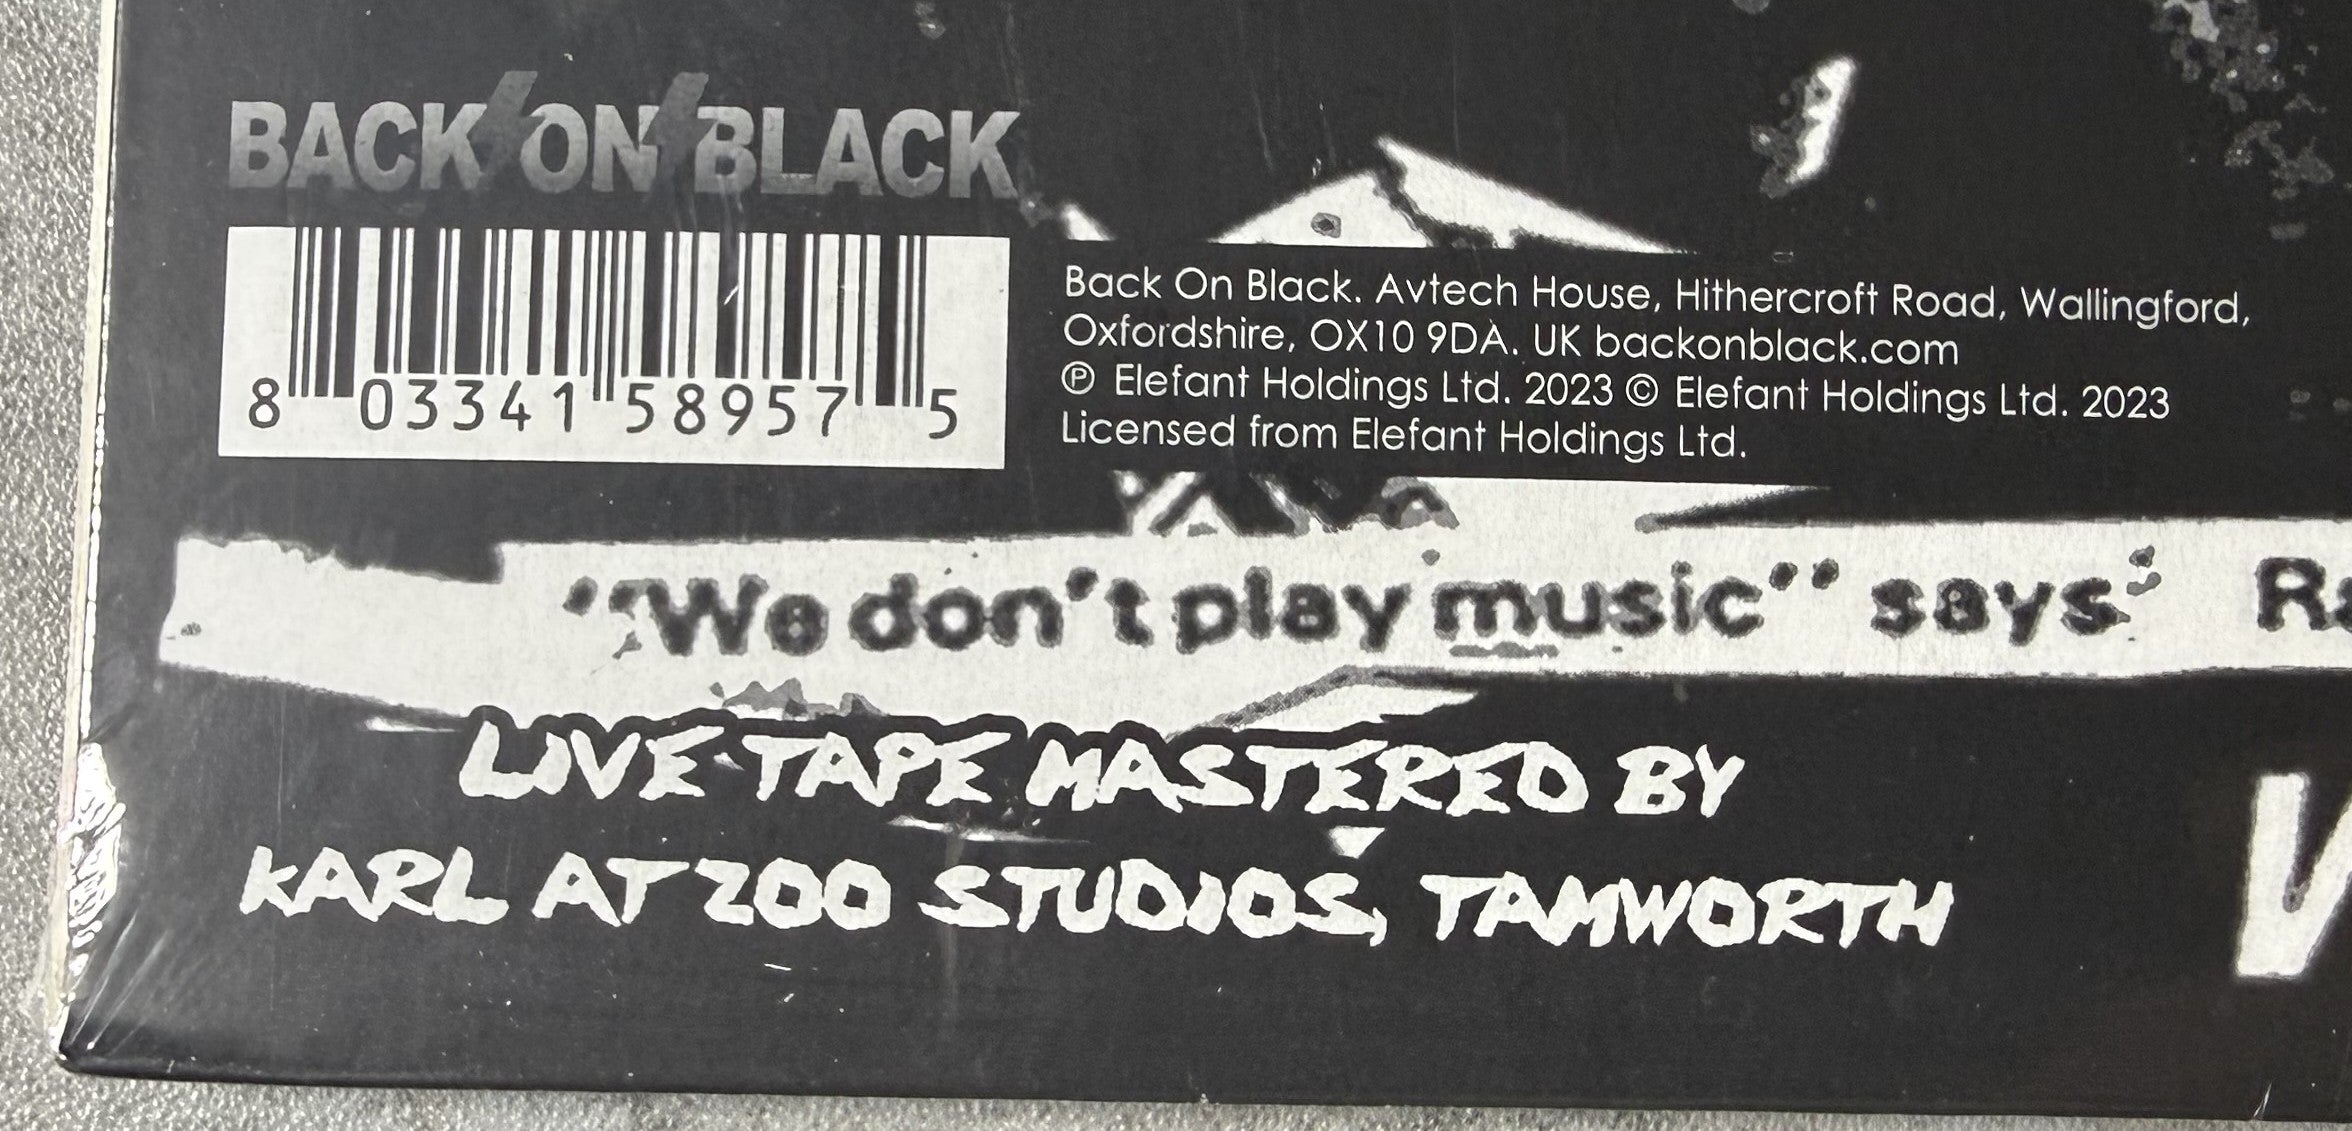 BACK ON BLACK
8 033415 89575
Back On Black. Avtech House, Hithercroft Road, Wallingford,
Oxfordshire, OX10 9DA. UK backonblack.com
℗ Elefant Holdings Ltd. 2023 © Elefant Holdings Ltd. 2023
Licensed from Elefant Holdings Ltd.
"We don't play music" says
LIVE TAPE MASTERED BY
KARL AT ZOO STUDIOS, TAMWORTH